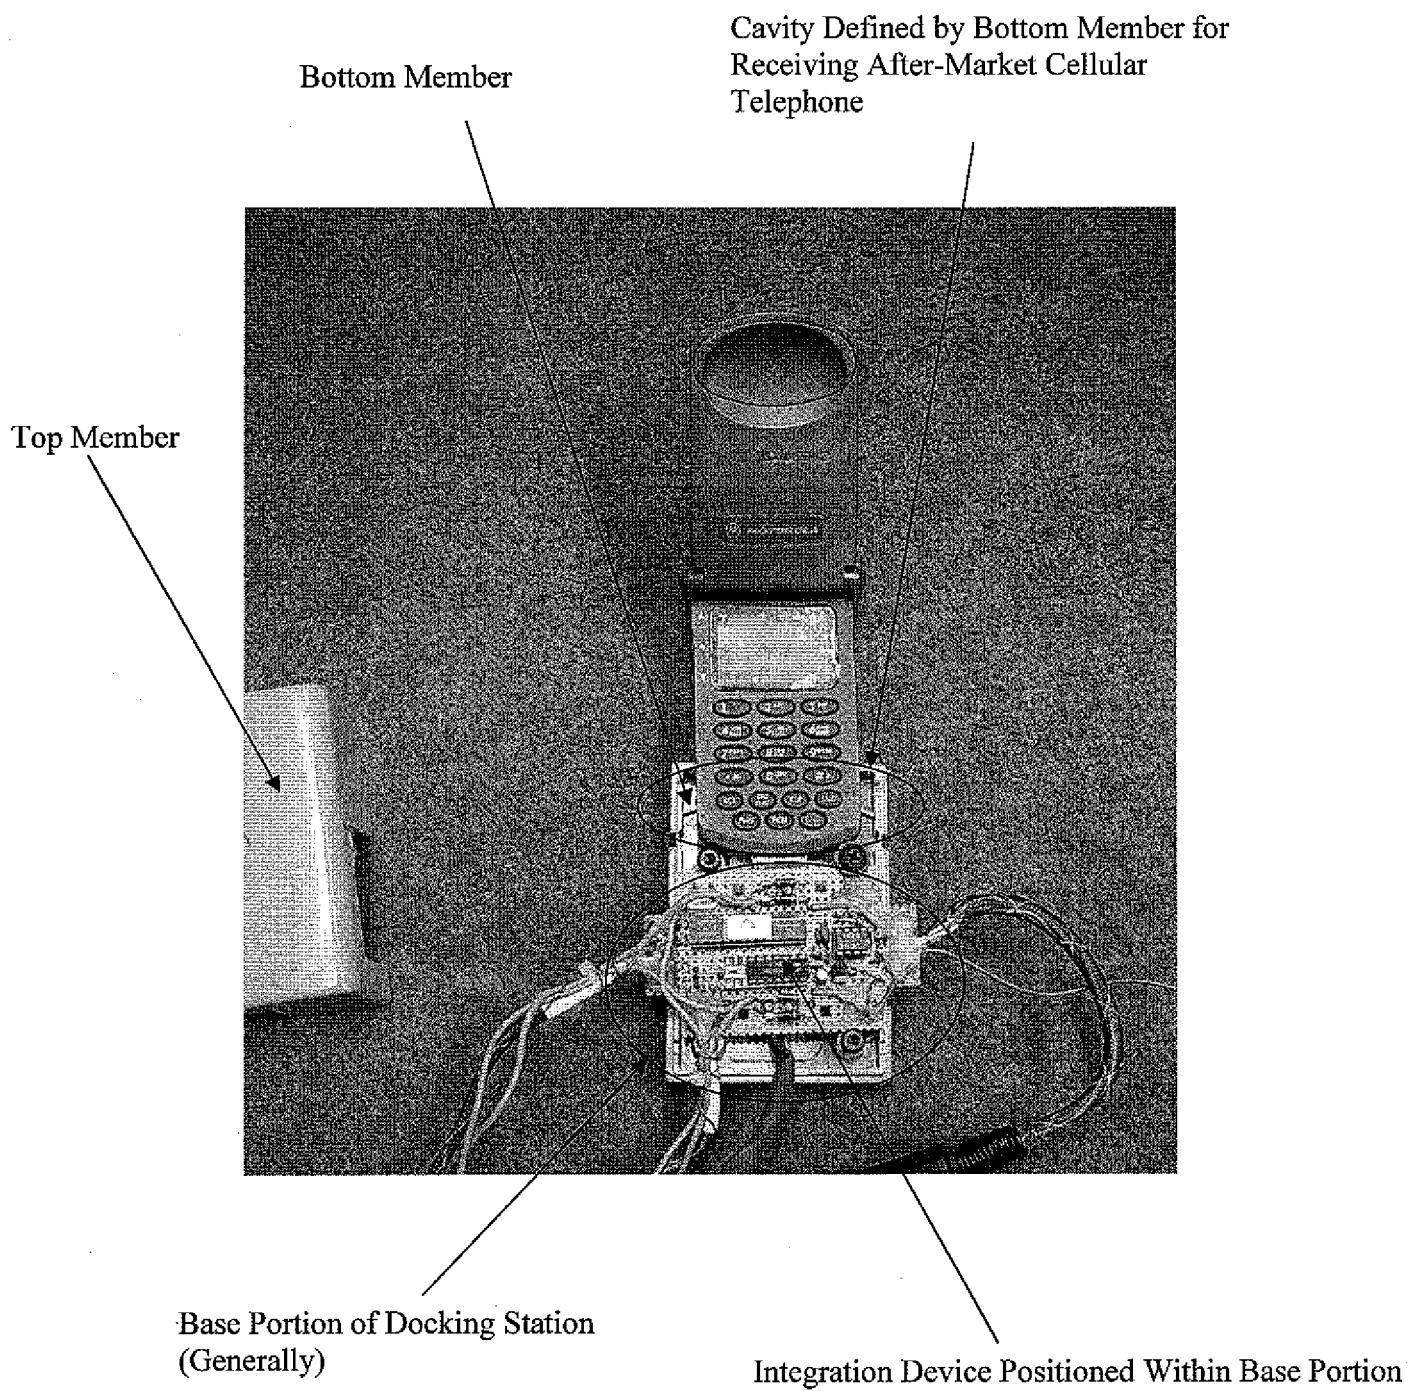 Cavity Defined by Bottom Member for
Receiving After-Market Cellular
Telephone
Bottom Member
Top Member
Base Portion of Docking Station
(Generally)
Integration Device Positioned Within Base Portion